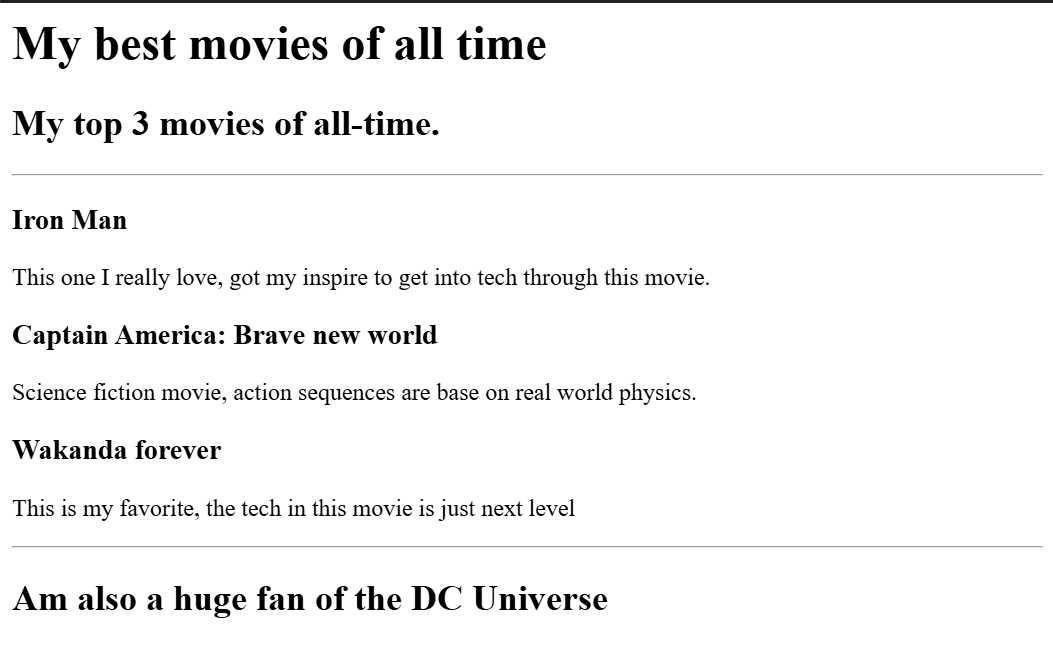 My best movies of all time
My top 3 movies of all-time.
Iron Man
This one I really love, got my inspire to get into tech through this movie.
Captain America: Brave new world
Science fiction movie, action sequences are base on real world physics.
Wakanda forever
This is my favorite, the tech in this movie is just next level
Am also a huge fan of the DC Universe